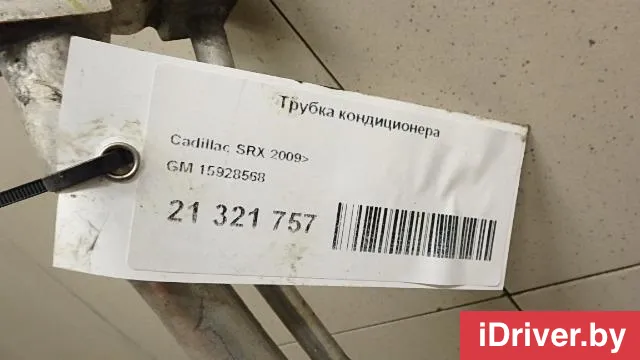 Трубка кондиционера
Cadillac SRX 2009>
GM 15928568
21 321 757
iDriver.by